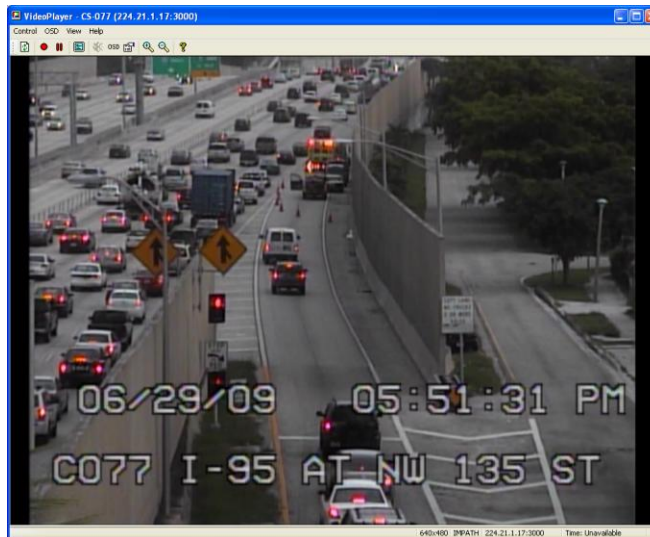 VideoPlayer - CS-077 (224.21.1.17:3000)
Control OSD View Help
OSD
06/29/09 05:51:31 PM
C077 I-95 AT NW 135 ST
640x480 IMPATH 224.21.1.17:3000 Time: Unavailable